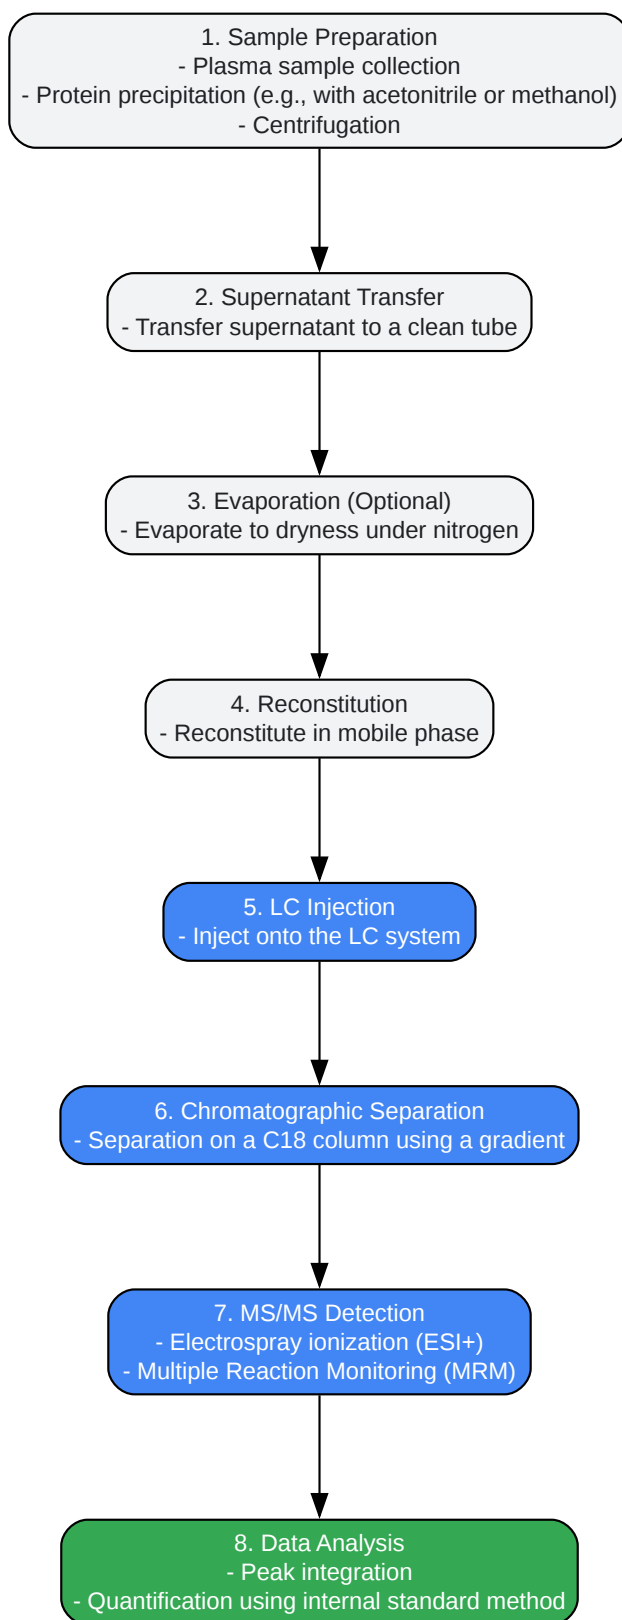 1. Sample Preparation
- Plasma sample collection
- Protein precipitation (e.g., with acetonitrile or methanol)
- Centrifugation
2. Supernatant Transfer
- Transfer supernatant to a clean tube
3. Evaporation (Optional)
- Evaporate to dryness under nitrogen
4. Reconstitution
- Reconstitute in mobile phase
5. LC Injection
- Inject onto the LC system
6. Chromatographic Separation
- Separation on a C18 column using a gradient
7. MS/MS Detection
- Electrospray ionization (ESI+)
- Multiple Reaction Monitoring (MRM)
8. Data Analysis
- Peak integration
- Quantification using internal standard method